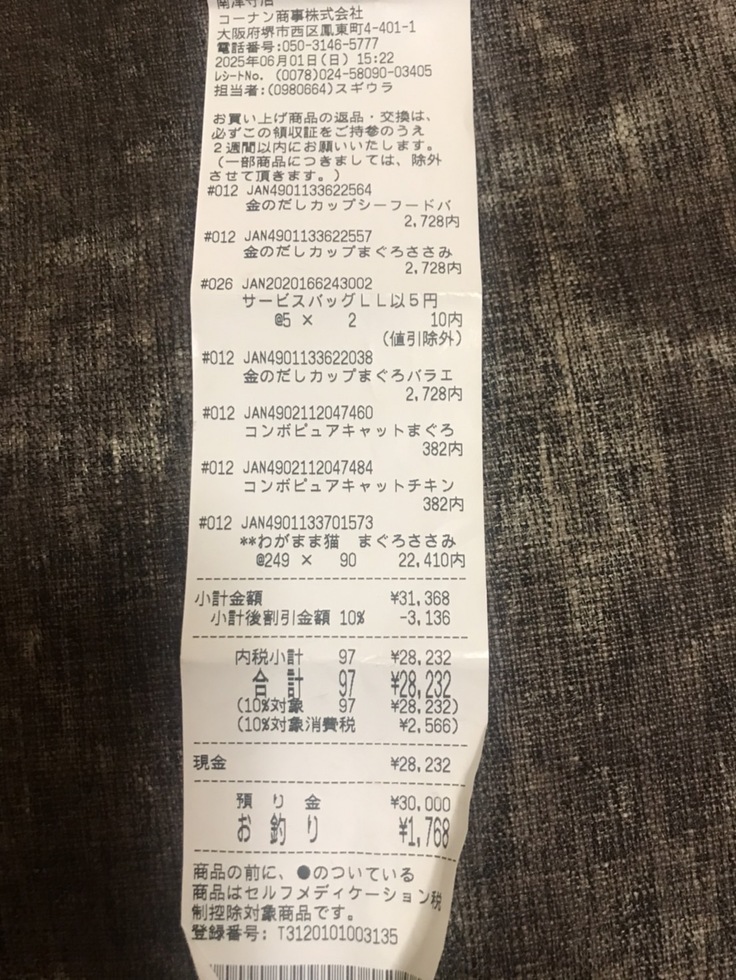 コーナン商事株式会社
大阪府堺市西区鳳東町4-401-1
電話番号:050-3146-5777
2025年06月01日(日) 15:22
レシートNo. (0078)024-58090-03405
担当者:(0980664)スギウラ
お買い上げ商品の返品・交換は、
必ずこの領収証をご持参のうえ
2週間以内にお願いいたします。
(一部商品につきましては、除外
させて頂きます。)
#012 JAN4901133622564
金のだしカップシーフードバ
2,728内
#012 JAN4901133622557
金のだしカップまぐろささみ
2,728内
#026 JAN2020166243002
サービスバッグLL以5円
@5 × 2 10内
(値引除外)
#012 JAN4901133622038
金のだしカップまぐろバラエ
2,728内
#012 JAN4902112047460
コンボピュアキャットまぐろ
382内
#012 JAN4902112047484
コンボピュアキャットチキン
382内
#012 JAN4901133701573
**わがまま猫 まぐろささみ
@249 × 90 22,410内
小計金額 ¥31,368
小計後割引金額 10% -3,136
内税小計 97 ¥28,232
合計 97 ¥28,232
(10%対象 97 ¥28,232)
(10%対象消費税 ¥2,566)
現金 ¥28,232
預り金 ¥30,000
お釣り ¥1,768
商品の前に、●のついている
商品はセルフメディケーション税
制控除対象商品です。
登録番号: T3120101003135